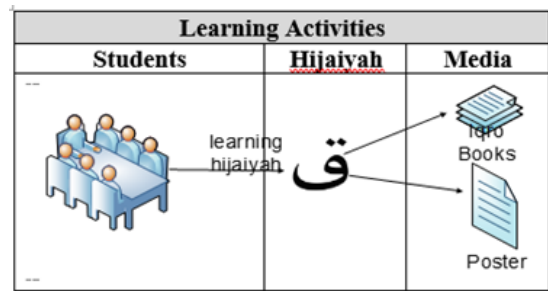 Learning Activities
Students
Hijaiyah
Media
learning
hijaiyah
ق
Iqro
Books
Poster